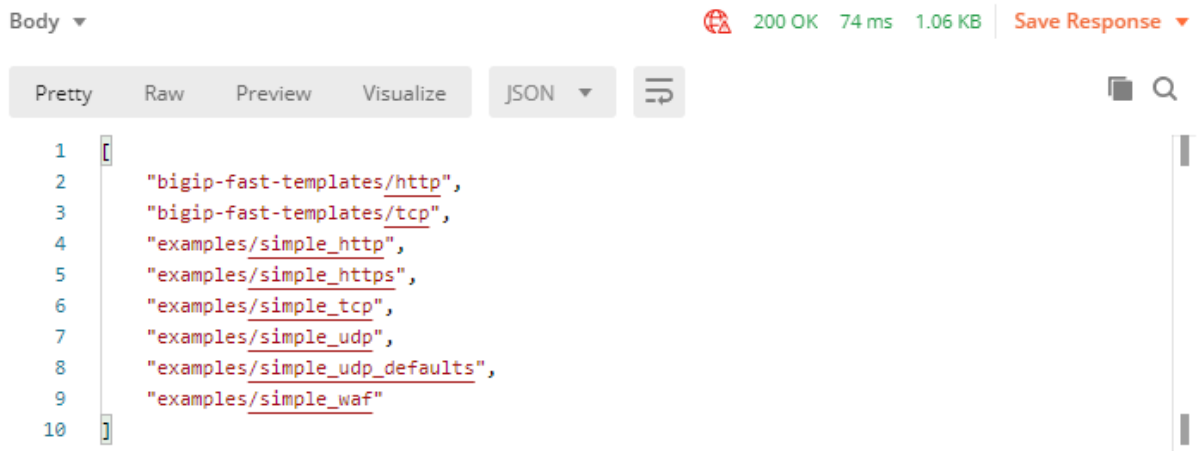 Body 200 OK 74 ms 1.06 KB Save Response
Pretty Raw Preview Visualize JSON
1 [
2 "bigip-fast-templates/http",
3 "bigip-fast-templates/tcp",
4 "examples/simple_http",
5 "examples/simple_https",
6 "examples/simple_tcp",
7 "examples/simple_udp",
8 "examples/simple_udp_defaults",
9 "examples/simple_waf"
10 ]